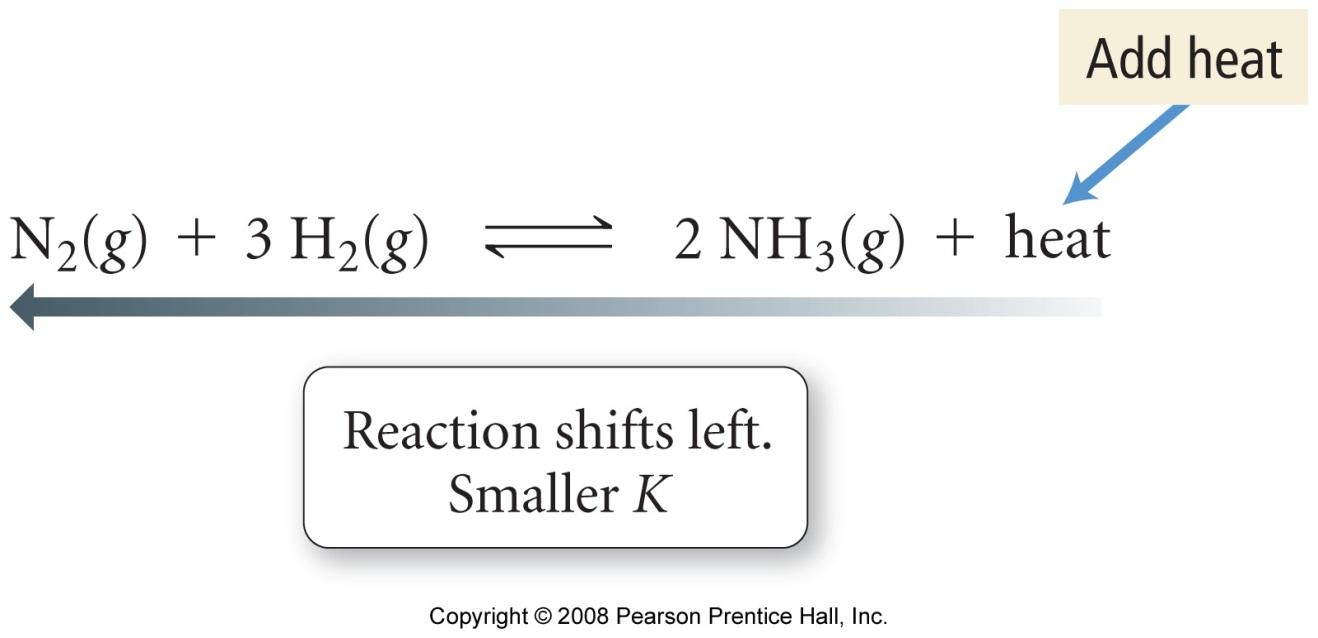 Add heat
N₂(g) + 3 H₂(g) ⇌ 2 NH₃(g) + heat
Reaction shifts left.
Smaller K
Copyright © 2008 Pearson Prentice Hall, Inc.